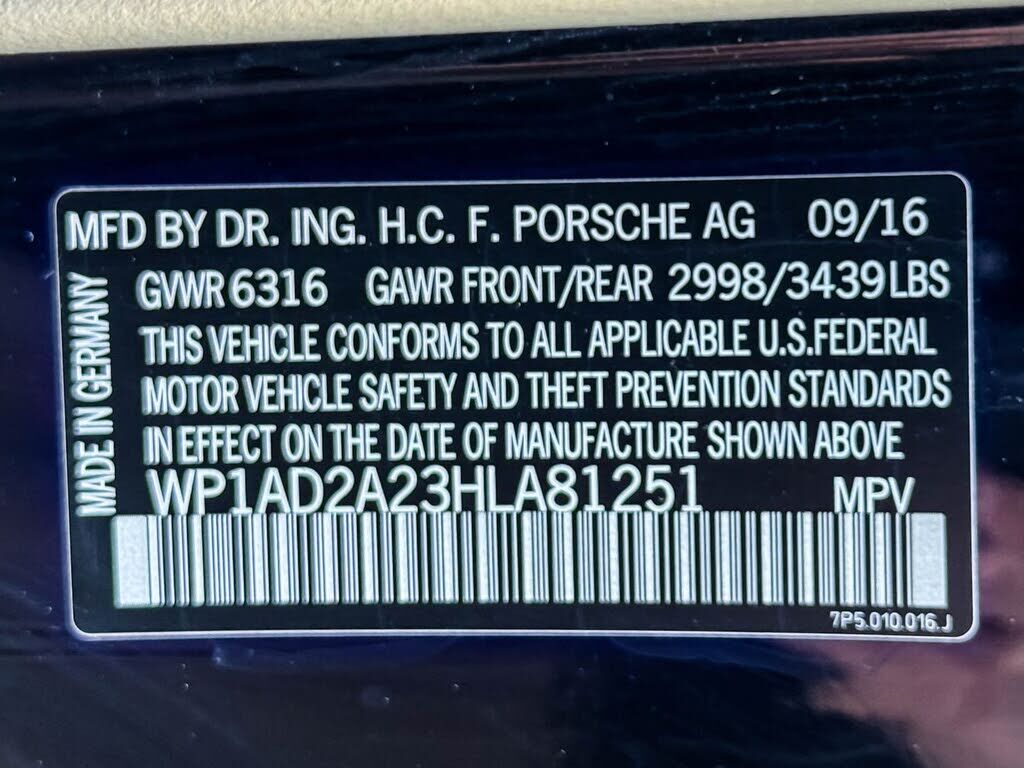 MFD BY DR. ING. H.C. F. PORSCHE AG 09/16
GVWR 6316 GAWR FRONT/REAR 2998/3439 LBS
THIS VEHICLE CONFORMS TO ALL APPLICABLE U.S.FEDERAL
MOTOR VEHICLE SAFETY AND THEFT PREVENTION STANDARDS
IN EFFECT ON THE DATE OF MANUFACTURE SHOWN ABOVE
WP1AD2A23HLA81251 MPV
MADE IN GERMANY
7P5.010.016.J